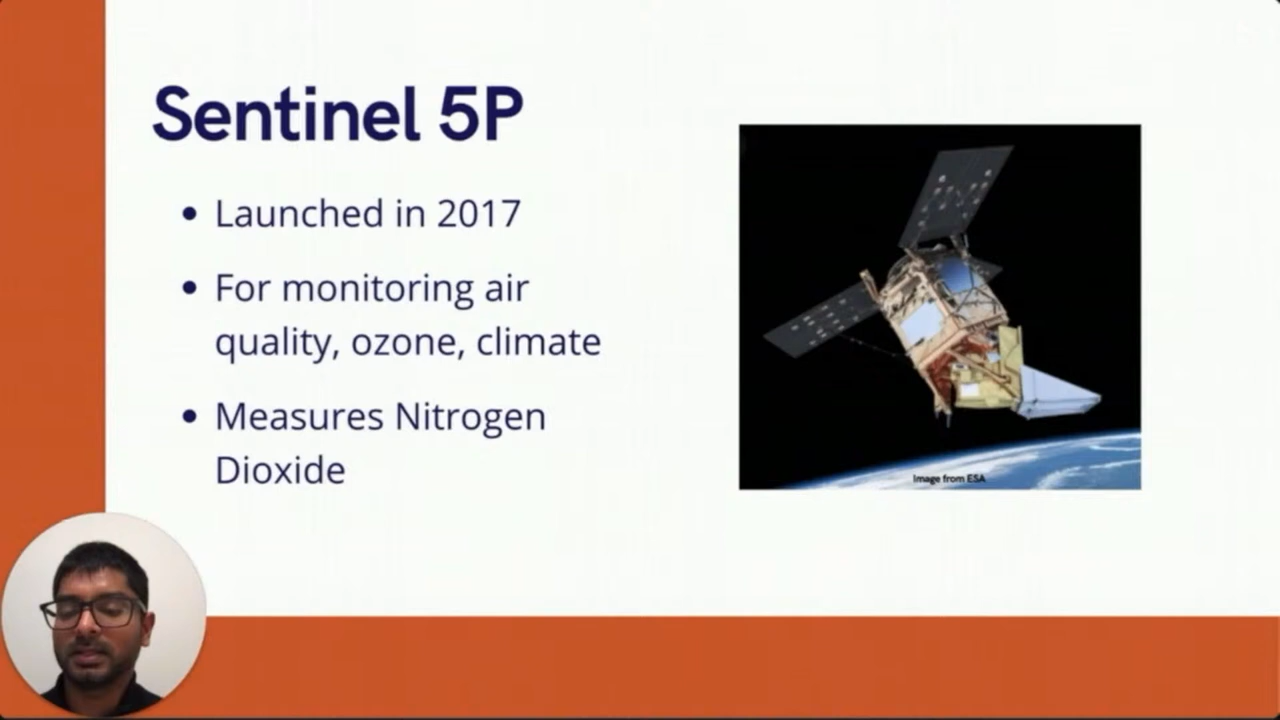 Sentinel 5P
• Launched in 2017
• For monitoring air
quality, ozone, climate
• Measures Nitrogen
Dioxide
Image from ESA